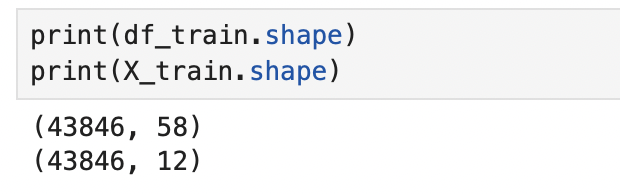 print(df_train.shape)
print(X_train.shape)
(43846, 58)
(43846, 12)